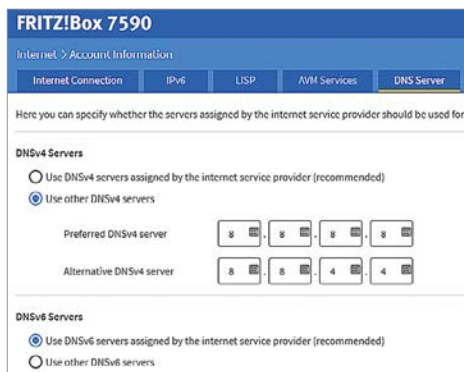 FRITZ!Box 7590
Internet > Account Information
Internet Connection IPv6 LISP AVM Services DNS Server
Here you can specify whether the servers assigned by the internet service provider should be used for
DNSv4 Servers
Use DNSv4 servers assigned by the internet service provider (recommended)
Use other DNSv4 servers
Preferred DNSv4 server 8 . 8 . 8 . 8
Alternative DNSv4 server 8 . 8 . 4 . 4
DNSv6 Servers
Use DNSv6 servers assigned by the internet service provider (recommended)
Use other DNSv6 servers